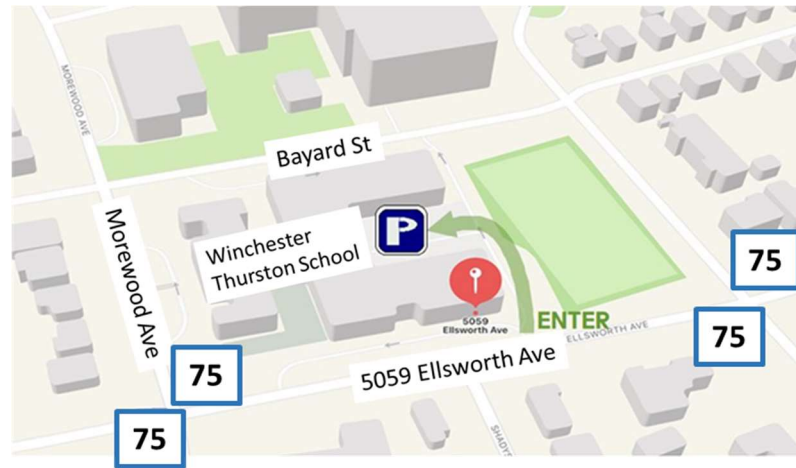 MOREWOOD AVE
Bayard St
Morewood Ave
Winchester
Thurston School
P
75
5059
Ellsworth Ave
ENTER
ELLSWORTH AVE
75
5059 Ellsworth Ave
75
75